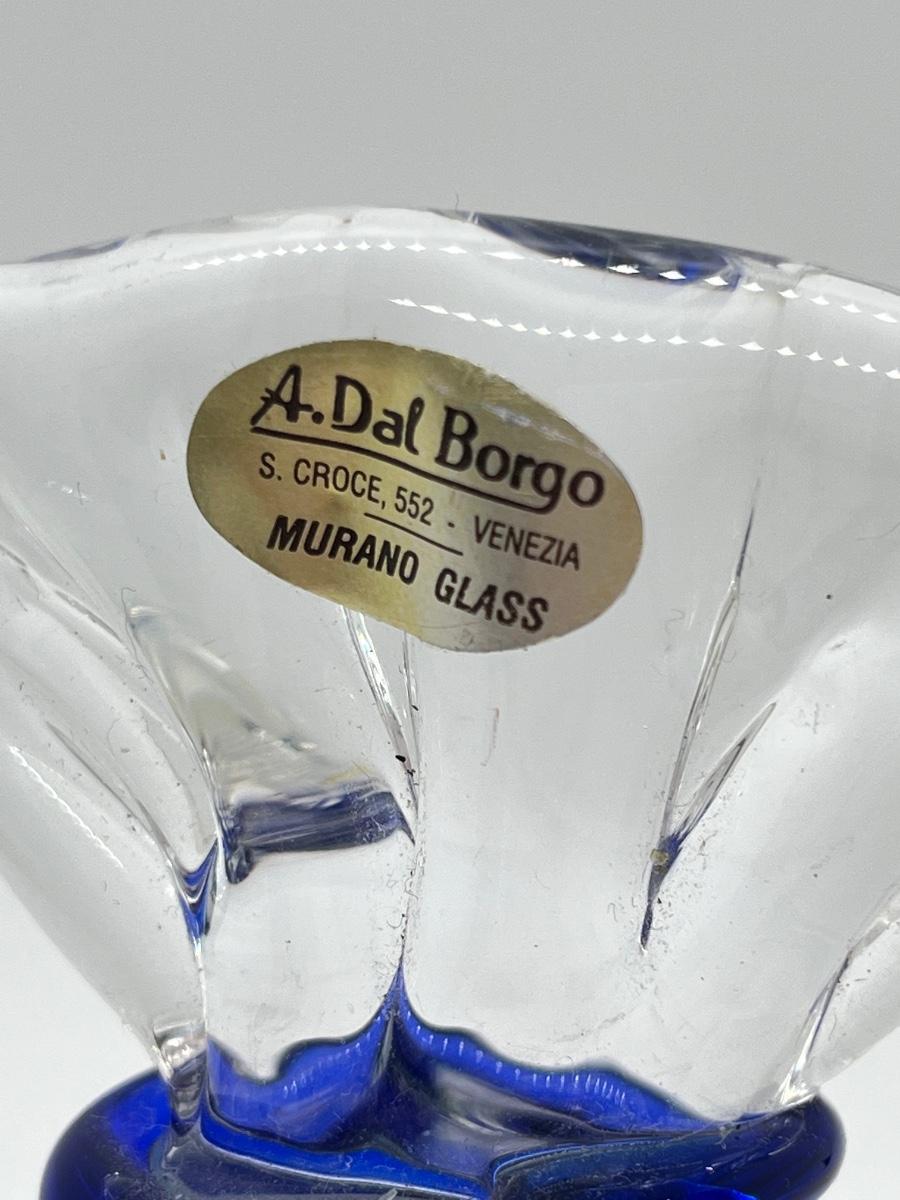 A. Dal Borgo
S. CROCE, 552 - VENEZIA
MURANO GLASS